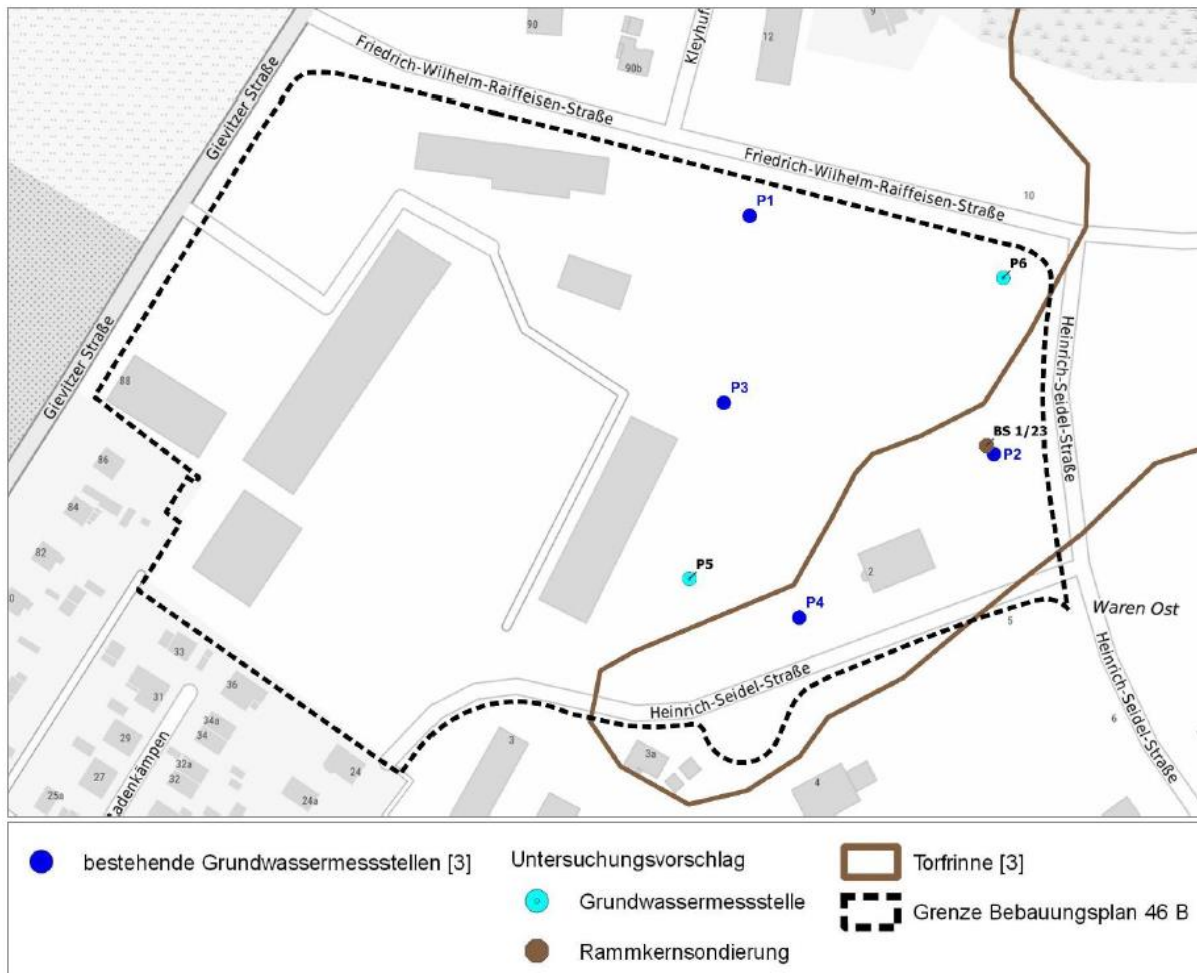 90
90b
Kleyhuf
12
9
Friedrich-Wilhelm-Raiffeisen-Straße
Gievitzer Straße
Friedrich-Wilhelm-Raiffeisen-Straße
10
P1
P6
Heinrich-Seidel-Straße
Gievitzer Straße
88
P3
BS 1/23
P2
86
84
82
2
P5
P4
Waren Ost
5
33
36
31
34a
34
29
32a
32
27
25a
24
24a
Radenkämpen
Heinrich-Seidel-Straße
3
3a
4
6
Heinrich-Seidel-Straße
bestehende Grundwassermessstellen [3]
Untersuchungsvorschlag
Grundwassermessstelle
Rammkernsondierung
Torfrinne [3]
Grenze Bebauungsplan 46 B